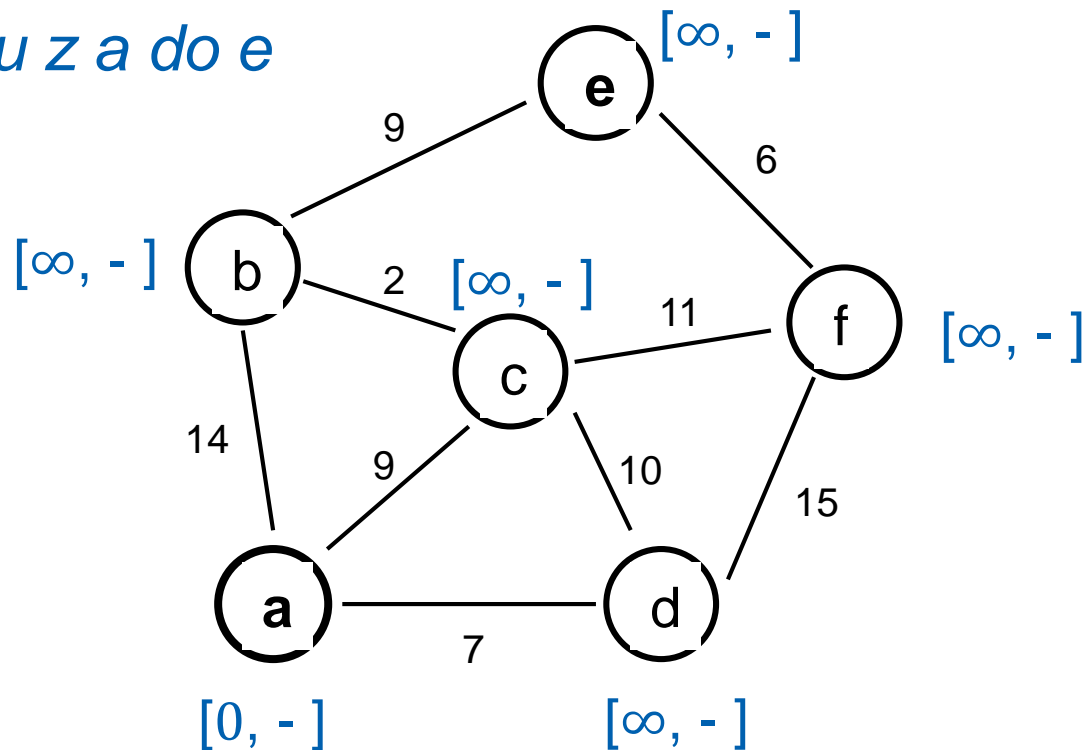 u z a do e
[∞, - ]
e
9
6
[∞, - ]
b
2
[∞, - ]
11
f
[∞, - ]
c
14
9
10
15
a
d
7
[0, - ]
[∞, - ]